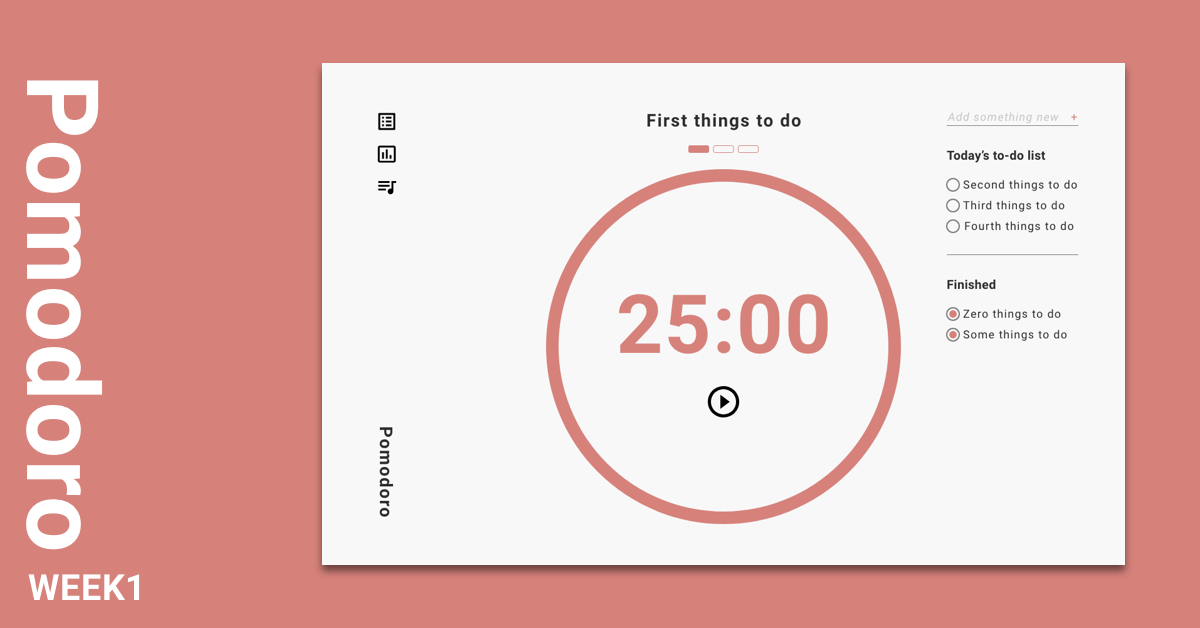 Pomodoro
WEEK1
Pomodoro
First things to do
25:00
Add something new +
Today’s to-do list
Second things to do
Third things to do
Fourth things to do
Finished
Zero things to do
Some things to do